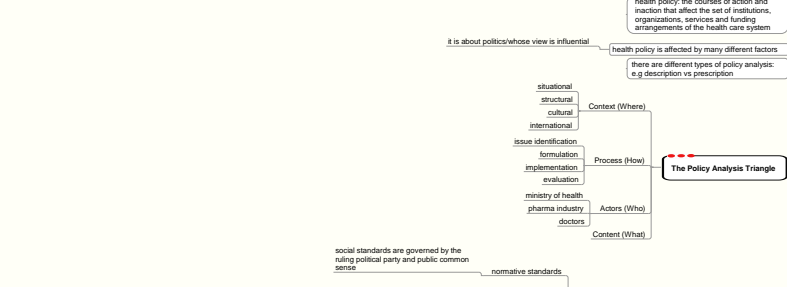 health policy: the courses of action and
inaction that affect the set of institutions,
organizations, services and funding
arrangements of the health care system
it is about politics/whose view is influential
health policy is affected by many different factors
there are different types of policy analysis:
e.g description vs prescription
situational
structural
cultural
international
Context (Where)
issue identification
formulation
implementation
evaluation
Process (How)
The Policy Analysis Triangle
ministry of health
pharma industry
doctors
Actors (Who)
Content (What)
social standards are governed by the
ruling political party and public common
sense
normative standards